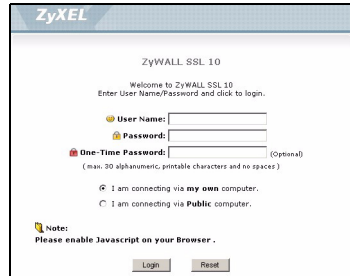 ZyXEL
ZyWALL SSL 10
Welcome to ZyWALL SSL 10
Enter User Name/Password and click to login.
User Name:
Password:
One-Time Password: (Optional)
( max. 30 alphanumeric, printable characters and no spaces )
I am connecting via my own computer.
I am connecting via Public computer.
Note:
Please enable Javascript on your Browser .
Login Reset